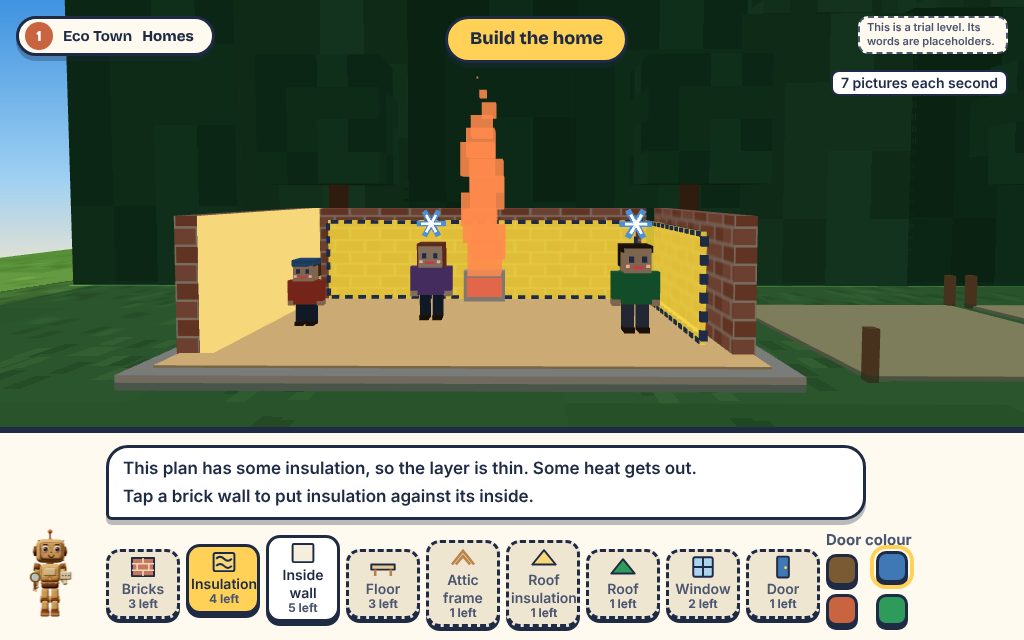 1 Eco Town Homes
Build the home
This is a trial level. Its
words are placeholders.
7 pictures each second
This plan has some insulation, so the layer is thin. Some heat gets out.
Tap a brick wall to put insulation against its inside.
Door colour
Bricks
3 left
Insulation
4 left
Inside
wall
5 left
Floor
3 left
Attic
frame
1 left
Roof
insulation
1 left
Roof
1 left
Window
2 left
Door
1 left